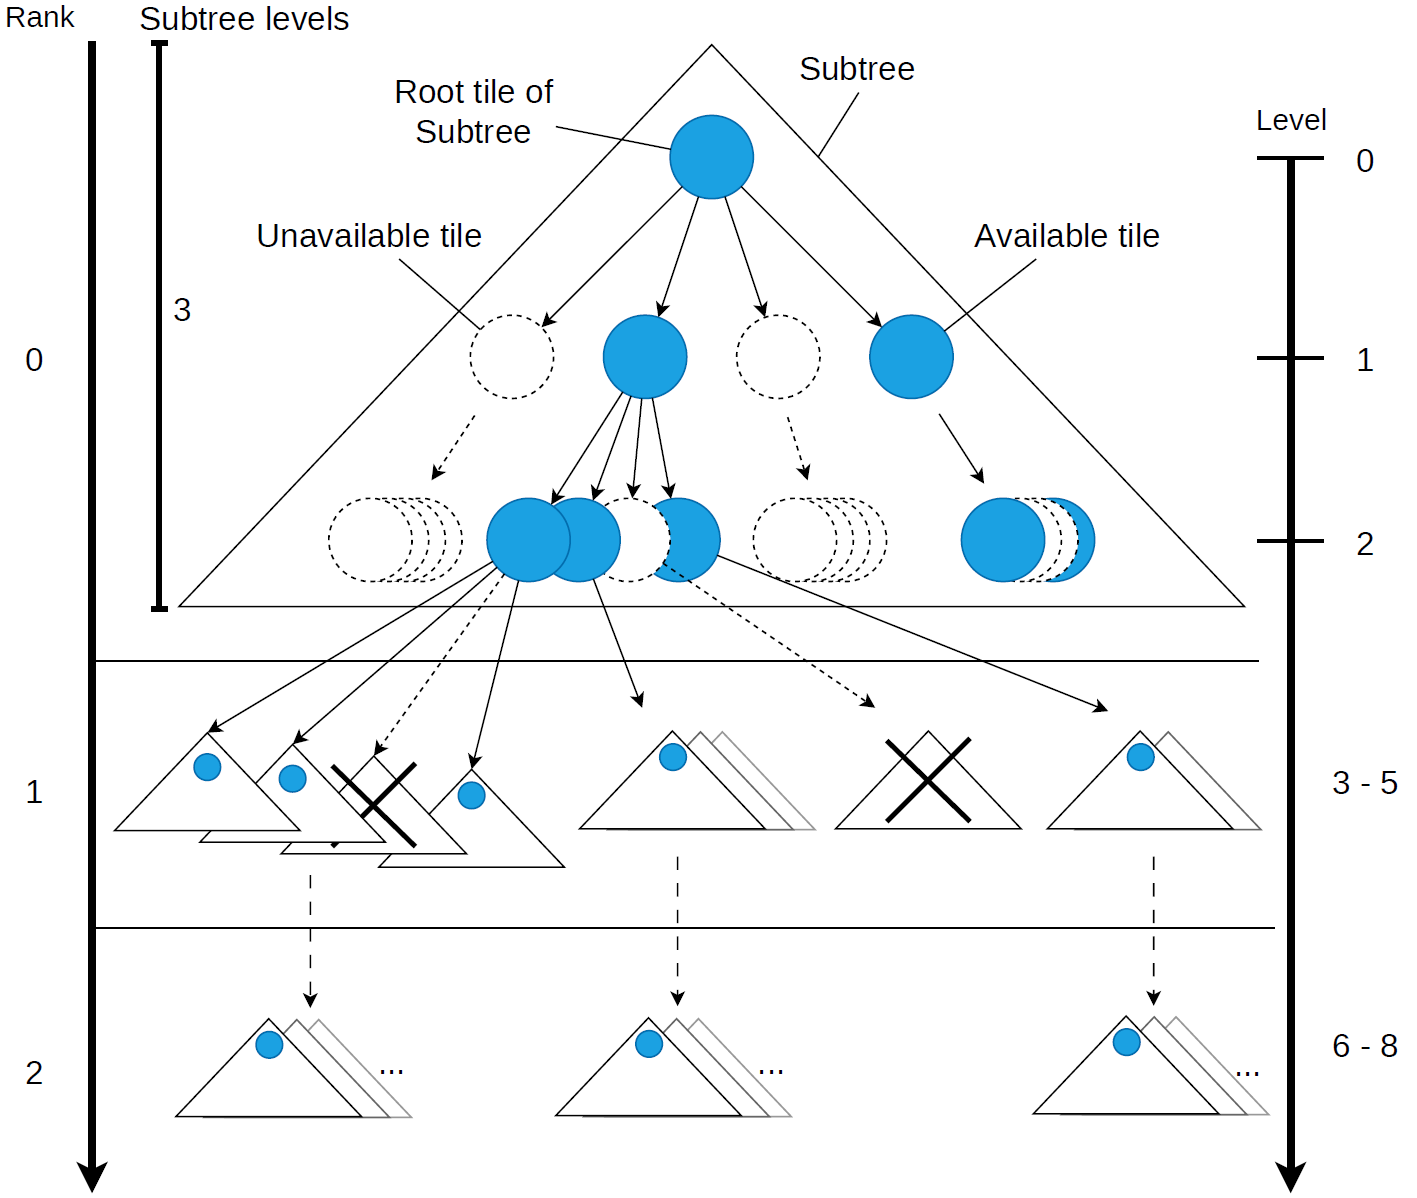 Rank
Subtree levels
Subtree
Root tile of
Subtree
Level
0
Unavailable tile
Available tile
3
0
1
2
1
3 - 5
2
...
...
...
6 - 8